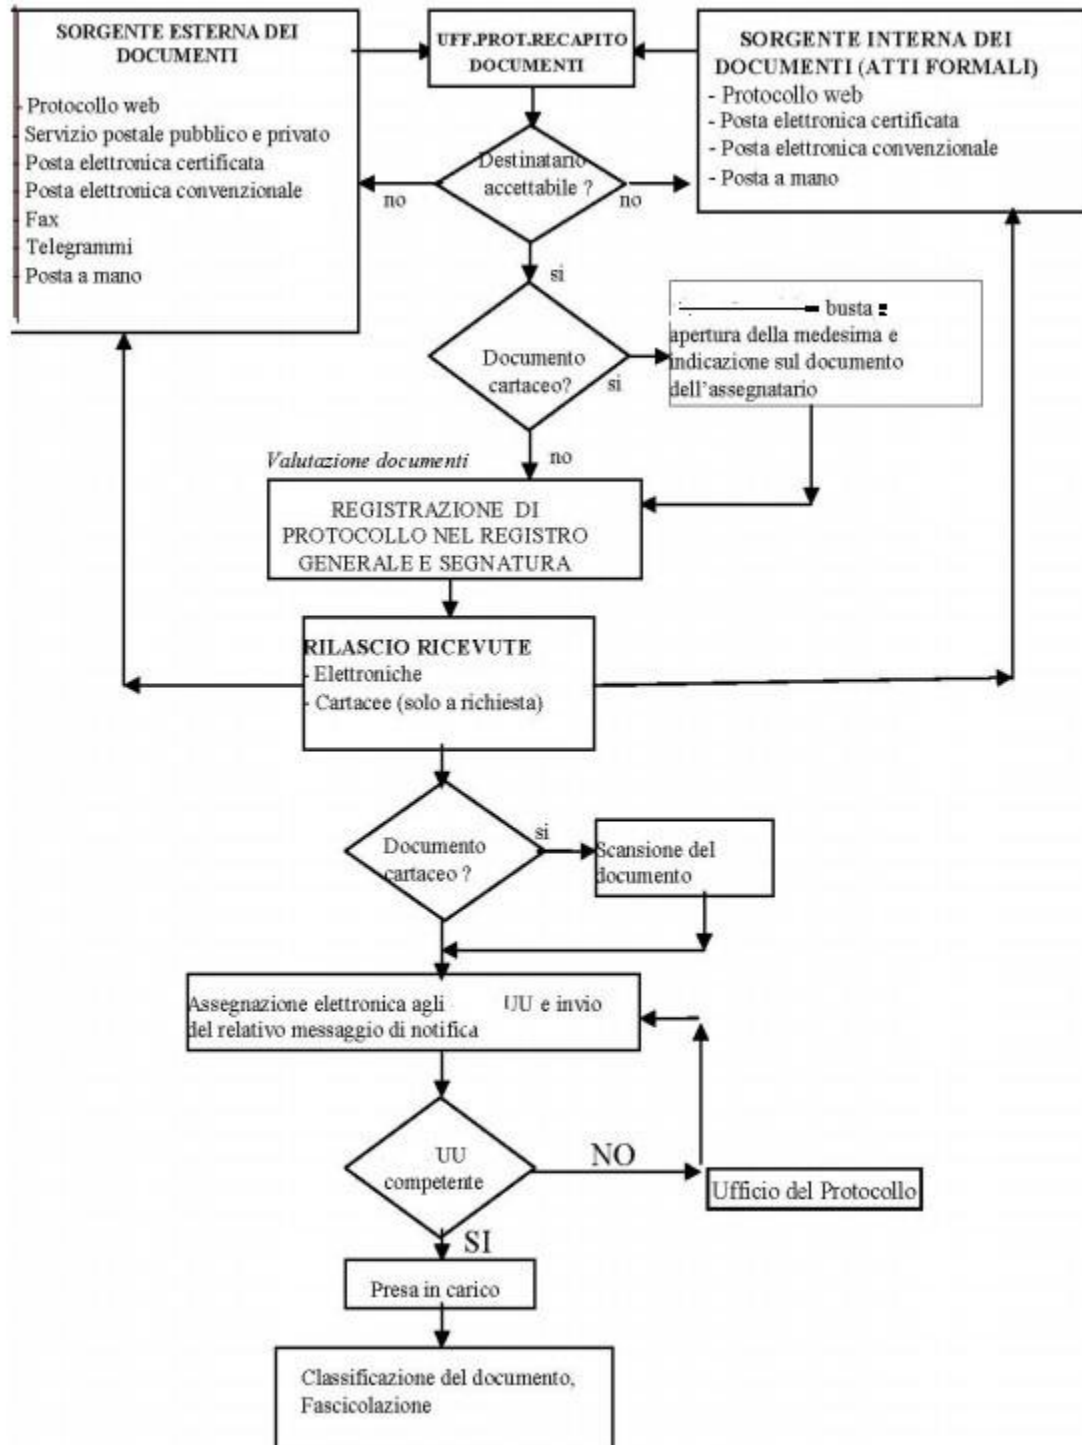 SORGENTE ESTERNA DEI
DOCUMENTI
- Protocollo web
- Servizio postale pubblico e privato
- Posta elettronica certificata
- Posta elettronica convenzionale
- Fax
- Telegrammi
- Posta a mano
UFF.PROT.RECAPITO
DOCUMENTI
SORGENTE INTERNA DEI
DOCUMENTI (ATTI FORMALI)
- Protocollo web
- Posta elettronica certificata
- Posta elettronica convenzionale
- Posta a mano
Destinatario
accettabile ?
no
no
si
Documento
cartaceo?
si
busta
apertura della medesima e
indicazione sul documento
dell'assegnatario
no
Valutazione documenti
REGISTRAZIONE DI
PROTOCOLLO NEL REGISTRO
GENERALE E SEGNATURA
RILASCIO RICEVUTE
- Elettroniche
- Cartacee (solo a richiesta)
Documento
cartaceo ?
si
Scansione del
documento
Assegnazione elettronica agli UU e invio
del relativo messaggio di notifica
UU
competente
NO
Ufficio del Protocollo
SI
Presa in carico
Classificazione del documento,
Fascicolazione